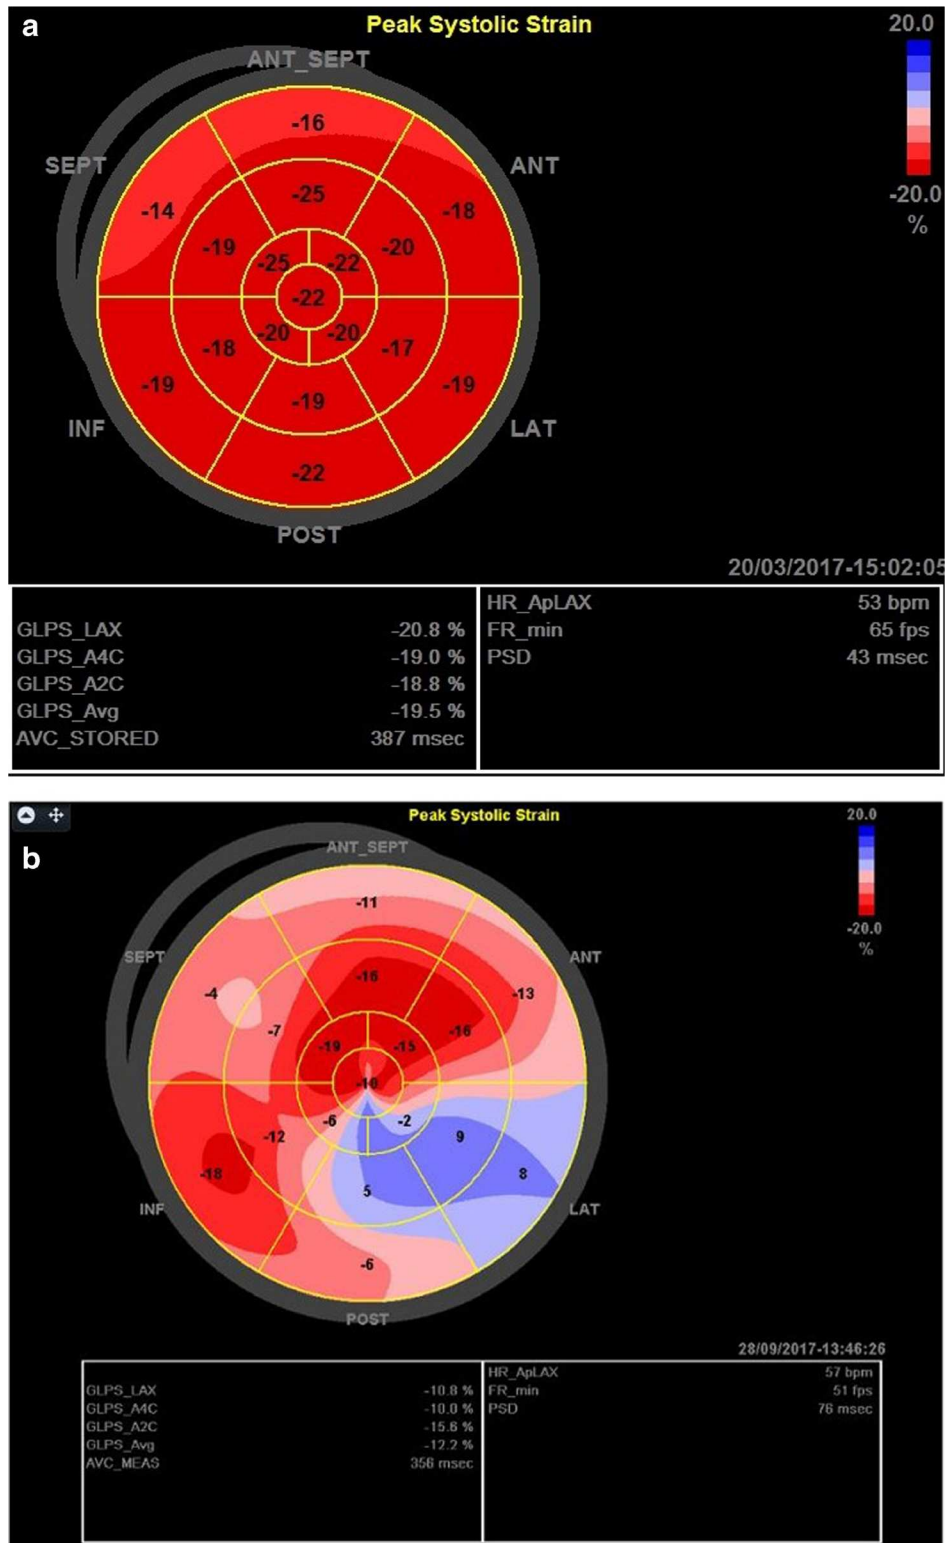 a
Peak Systolic Strain
20.0
-20.0
%
ANT_SEPT
SEPT
ANT
-16
-14
-25
-18
-19
-20
-25
-22
-22
-20
-20
-18
-17
-19
-19
-19
-22
INF
LAT
POST
20/03/2017-15:02:05
GLPS_LAX -20.8 %
GLPS_A4C -19.0 %
GLPS_A2C -18.8 %
GLPS_Avg -19.5 %
AVC_STORED 387 msec
HR_ApLAX 53 bpm
FR_min 65 fps
PSD 43 msec
b
Peak Systolic Strain
20.0
-20.0
%
ANT_SEPT
SEPT
ANT
-11
-16
-4
-13
-7
-16
-19
-15
-10
-6
-2
-12
9
-18
8
5
-6
INF
LAT
POST
28/09/2017-13:46:26
GLPS_LAX -10.8 %
GLPS_A4C -10.0 %
GLPS_A2C -15.6 %
GLPS_Avg -12.2 %
AVC_MEAS 356 msec
HR_ApLAX 57 bpm
FR_min 51 fps
PSD 76 msec